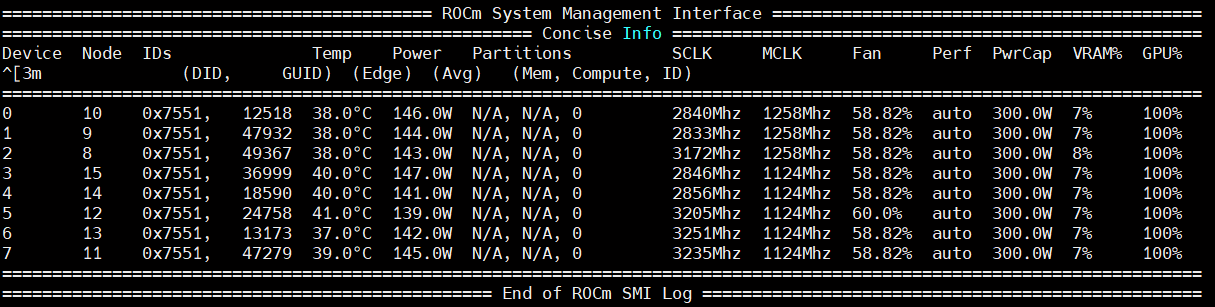 ============================== ROCm System Management Interface ==============================
======================================== Concise Info ========================================
Device Node IDs Temp Power Partitions SCLK MCLK Fan Perf PwrCap VRAM% GPU%
^[3m (DID, GUID) (Edge) (Avg) (Mem, Compute, ID)
==============================================================================================
0 10 0x7551, 12518 38.0°C 146.0W N/A, N/A, 0 2840Mhz 1258Mhz 58.82% auto 300.0W 7% 100%
1 9 0x7551, 47932 38.0°C 144.0W N/A, N/A, 0 2833Mhz 1258Mhz 58.82% auto 300.0W 7% 100%
2 8 0x7551, 49367 38.0°C 143.0W N/A, N/A, 0 3172Mhz 1258Mhz 58.82% auto 300.0W 8% 100%
3 15 0x7551, 36999 40.0°C 147.0W N/A, N/A, 0 2846Mhz 1124Mhz 58.82% auto 300.0W 7% 100%
4 14 0x7551, 18590 40.0°C 141.0W N/A, N/A, 0 2856Mhz 1124Mhz 58.82% auto 300.0W 7% 100%
5 12 0x7551, 24758 41.0°C 139.0W N/A, N/A, 0 3205Mhz 1124Mhz 60.0% auto 300.0W 7% 100%
6 13 0x7551, 13173 37.0°C 142.0W N/A, N/A, 0 3251Mhz 1124Mhz 58.82% auto 300.0W 7% 100%
7 11 0x7551, 47279 39.0°C 145.0W N/A, N/A, 0 3235Mhz 1124Mhz 58.82% auto 300.0W 7% 100%
==============================================================================================
==================================== End of ROCm SMI Log =====================================